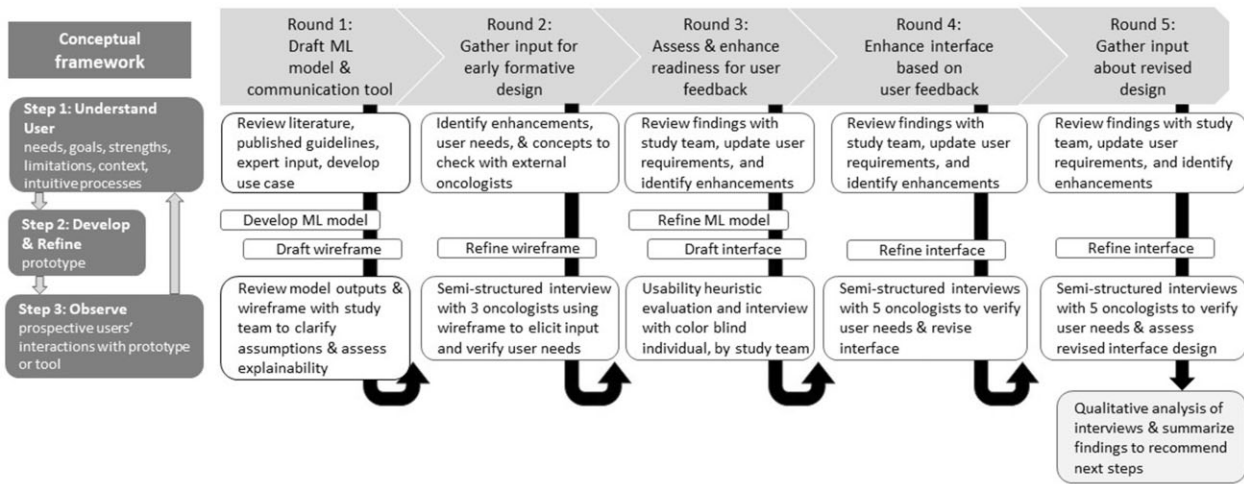 Conceptual
framework
Step 1: Understand
User
needs, goals, strengths,
limitations, context,
intuitive processes
Step 2: Develop
& Refine
prototype
Step 3: Observe
prospective users'
interactions with prototype
or tool
Round 1:
Draft ML
model &
communication tool
Review literature,
published guidelines,
expert input, develop
use case
Develop ML model
Draft wireframe
Review model outputs &
wireframe with study
team to clarify
assumptions & assess
explainability
Round 2:
Gather input for
early formative
design
Identify enhancements,
user needs, & concepts to
check with external
oncologists
Refine wireframe
Semi-structured interview
with 3 oncologists using
wireframe to elicit input
and verify user needs
Round 3:
Assess & enhance
readiness for user
feedback
Review findings with
study team, update user
requirements, and
identify enhancements
Refine ML model
Draft interface
Usability heuristic
evaluation and interview
with color blind
individual, by study team
Round 4:
Enhance interface
based on
user feedback
Review findings with
study team, update user
requirements, and
identify enhancements
Refine interface
Semi-structured interviews
with 5 oncologists to verify
user needs & revise
interface
Round 5:
Gather input
about revised
design
Review findings with study
team, update user
requirements, and identify
enhancements
Refine interface
Semi-structured interviews
with 5 oncologists to verify
user needs & assess
revised interface design
Qualitative analysis of
interviews & summarize
findings to recommend
next steps